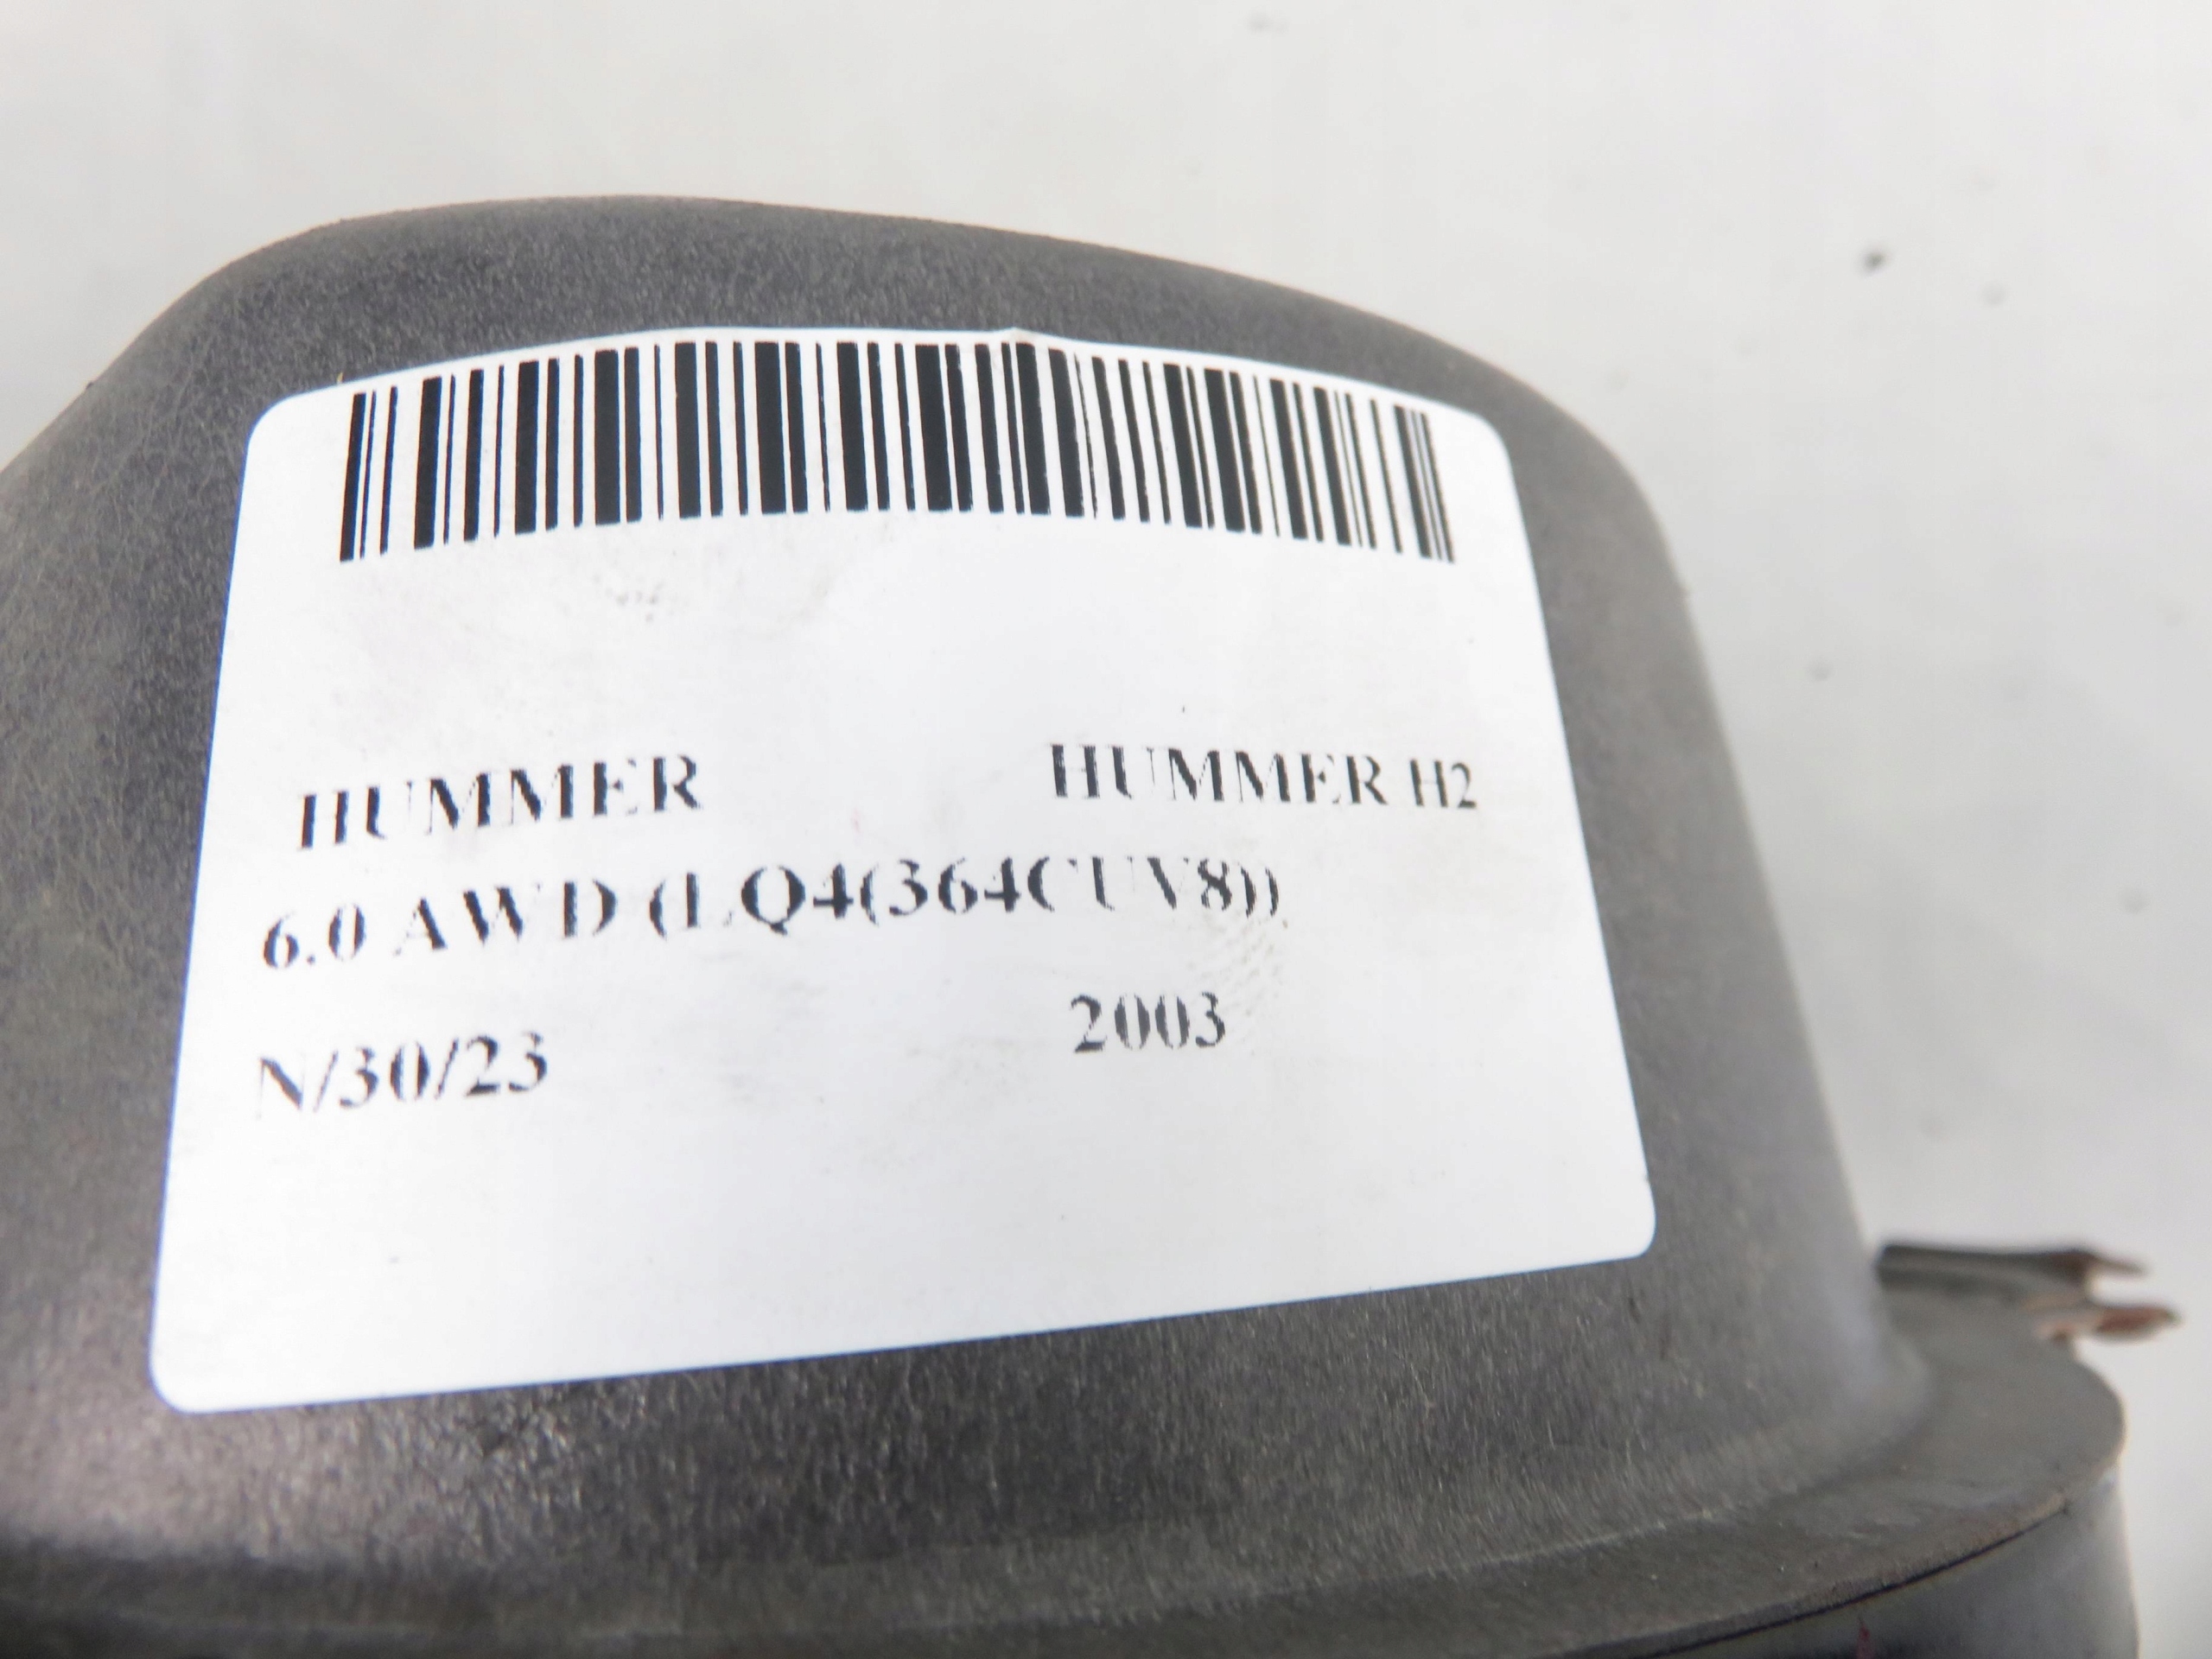 HUMMER HUMMER H2
6.0 AWD (LQ4(364CUV8))
N/30/23 2003